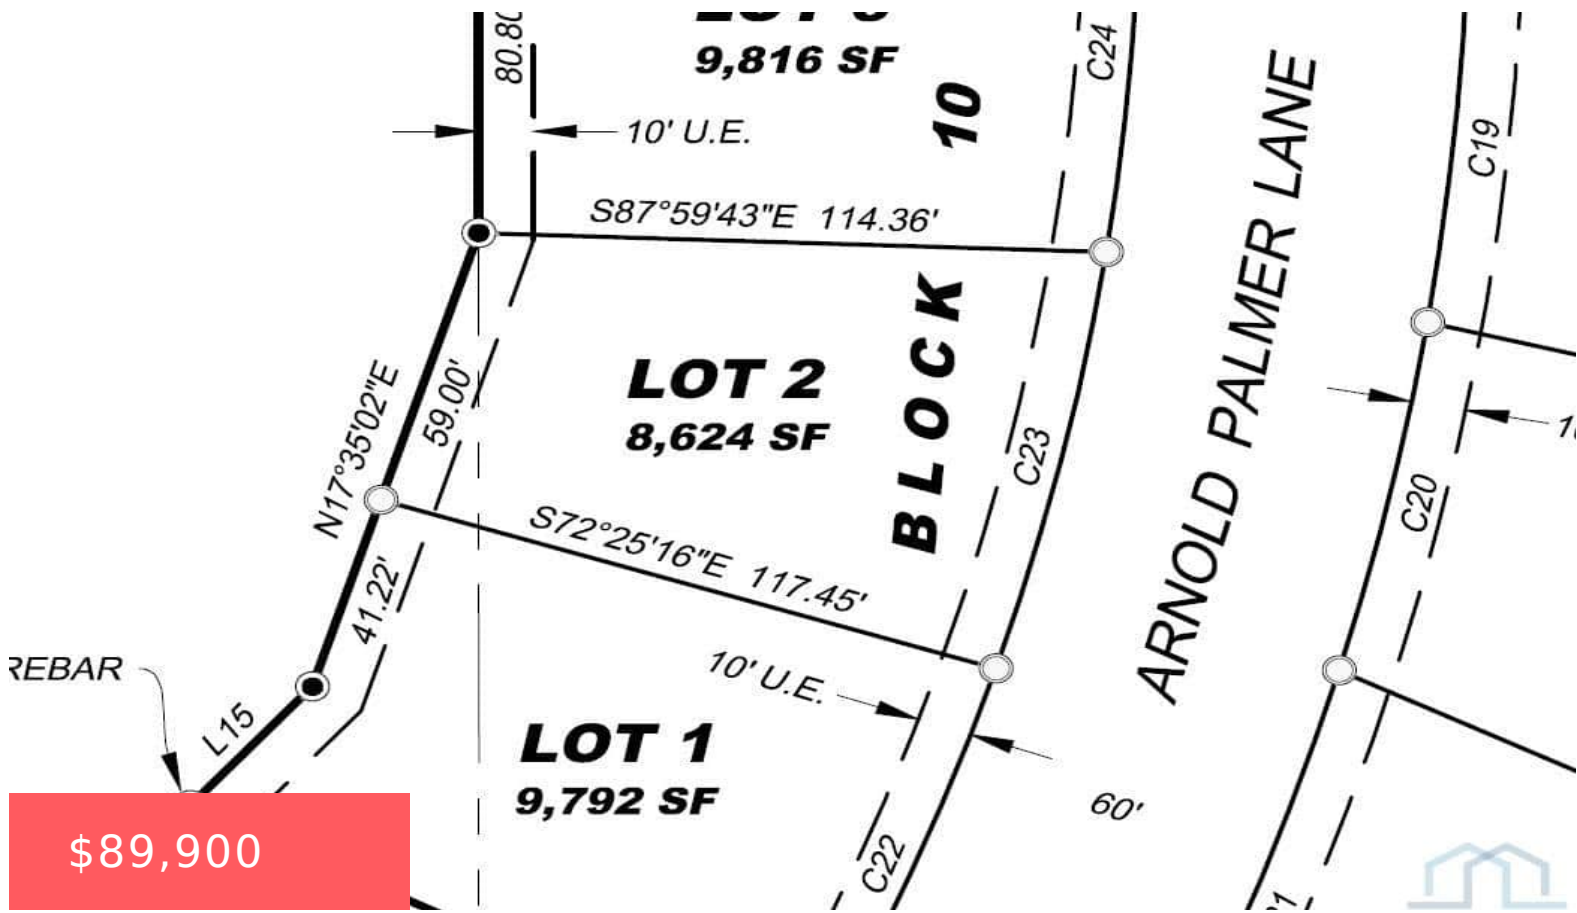 80.80
9,816 SF
C24
10
10' U.E.
C19
S87°59'43"E 114.36'
ARNOLD PALMER LANE
BLOCK
LOT 2
8,624 SF
N17°35'02"E
59.00'
C23
C20
S72°25'16"E 117.45'
41.22'
10' U.E.
REBAR
L15
LOT 1
9,792 SF
60'
C22
$89,900